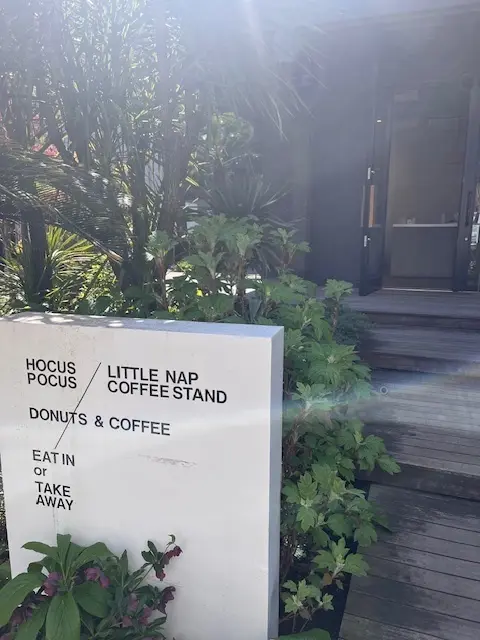 HOCUS
POCUS
LITTLE NAP
COFFEE STAND
DONUTS & COFFEE
EAT IN
or
TAKE
AWAY